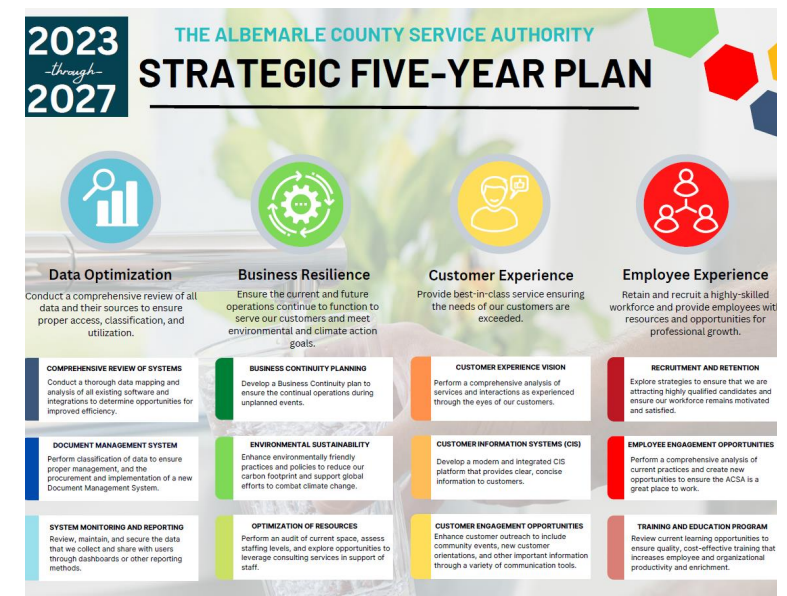 2023
-through-
2027
THE ALBEMARLE COUNTY SERVICE AUTHORITY
STRATEGIC FIVE-YEAR PLAN
Data Optimization
Conduct a comprehensive review of all
data and their sources to ensure
proper access, classification, and
utilization.
Business Resilience
Ensure the current and future
operations continue to function to
serve our customers and meet
environmental and climate action
goals.
Customer Experience
Provide best-in-class service ensuring
the needs of our customers are
exceeded.
Employee Experience
Retain and recruit a highly-skilled
workforce and provide employees with
resources and opportunities for
professional growth.
COMPREHENSIVE REVIEW OF SYSTEMS
Conduct a thorough data mapping and
analysis of all existing software and
integrations to determine opportunities for
improved efficiency.
BUSINESS CONTINUITY PLANNING
Develop a Business Continuity plan to
ensure the continual operations during
unplanned events.
CUSTOMER EXPERIENCE VISION
Perform a comprehensive analysis of
services and interactions as experienced
through the eyes of our customers.
RECRUITMENT AND RETENTION
Explore strategies to ensure that we are
attracting highly qualified candidates and
ensure our workforce remains motivated
and satisfied.
DOCUMENT MANAGEMENT SYSTEM
Perform classification of data to ensure
proper management, and the
procurement and implementation of a new
Document Management System.
ENVIRONMENTAL SUSTAINABILITY
Enhance environmentally friendly
practices and policies to reduce our
carbon footprint and support global
efforts to combat climate change.
CUSTOMER INFORMATION SYSTEMS (CIS)
Develop a modern and integrated CIS
platform that provides clear, concise
information to customers.
EMPLOYEE ENGAGEMENT OPPORTUNITIES
Perform a comprehensive analysis of
current practices and create new
opportunities to ensure the ACSA is a
great place to work.
SYSTEM MONITORING AND REPORTING
Review, maintain, and secure the data
that we collect and share with users
through dashboards or other reporting
methods.
OPTIMIZATION OF RESOURCES
Perform an audit of current space, assess
staffing levels, and explore opportunities to
leverage consulting services in support of
staff.
CUSTOMER ENGAGEMENT OPPORTUNITIES
Enhance customer outreach to include
community events, new customer
orientations, and other important information
through a variety of communication tools.
TRAINING AND EDUCATION PROGRAM
Review current learning opportunities to
ensure quality, cost-effective training that
increases employee and organizational
productivity and enrichment.